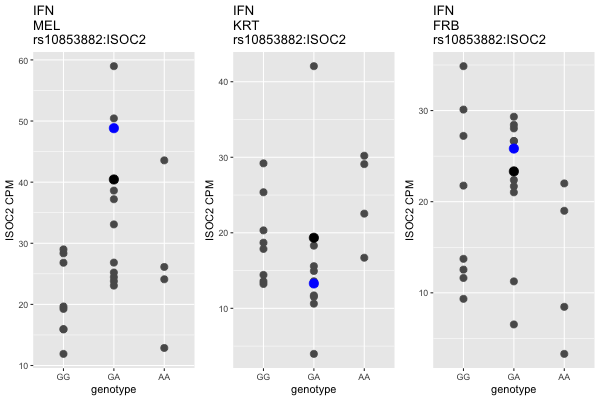 IFN
MEL
rs10853882:ISOC2
60
50
40
30
20
10
ISOC2 CPM
GG GA AA
genotype
IFN
KRT
rs10853882:ISOC2
40
30
20
10
ISOC2 CPM
GG GA AA
genotype
IFN
FRB
rs10853882:ISOC2
30
20
10
ISOC2 CPM
GG GA AA
genotype